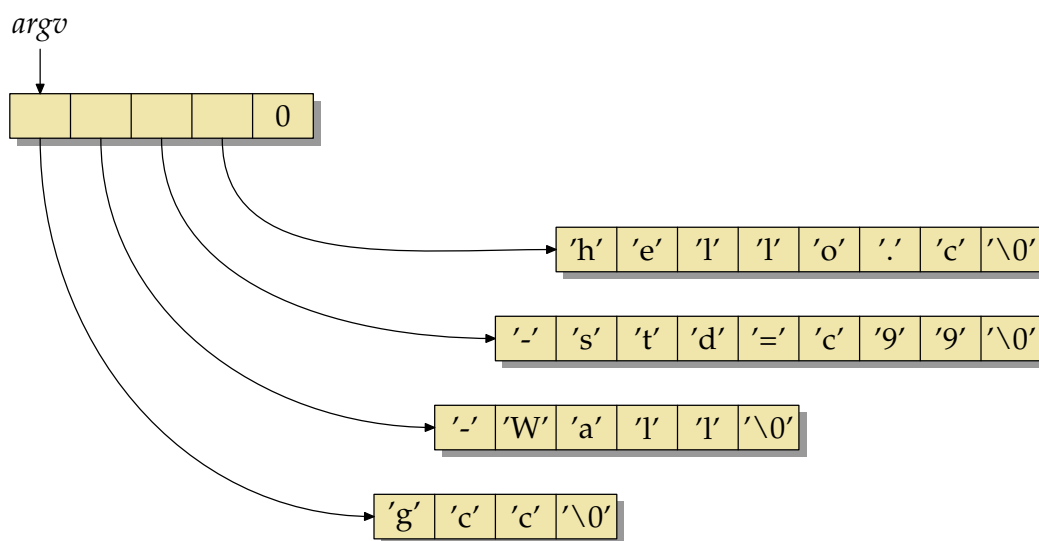 argv
0
'h' 'e' 'l' 'l' 'o' '.' 'c' '\0'
'-' 's' 't' 'd' '=' 'c' '9' '9' '\0'
'-' 'W' 'a' 'l' 'l' '\0'
'g' 'c' 'c' '\0'